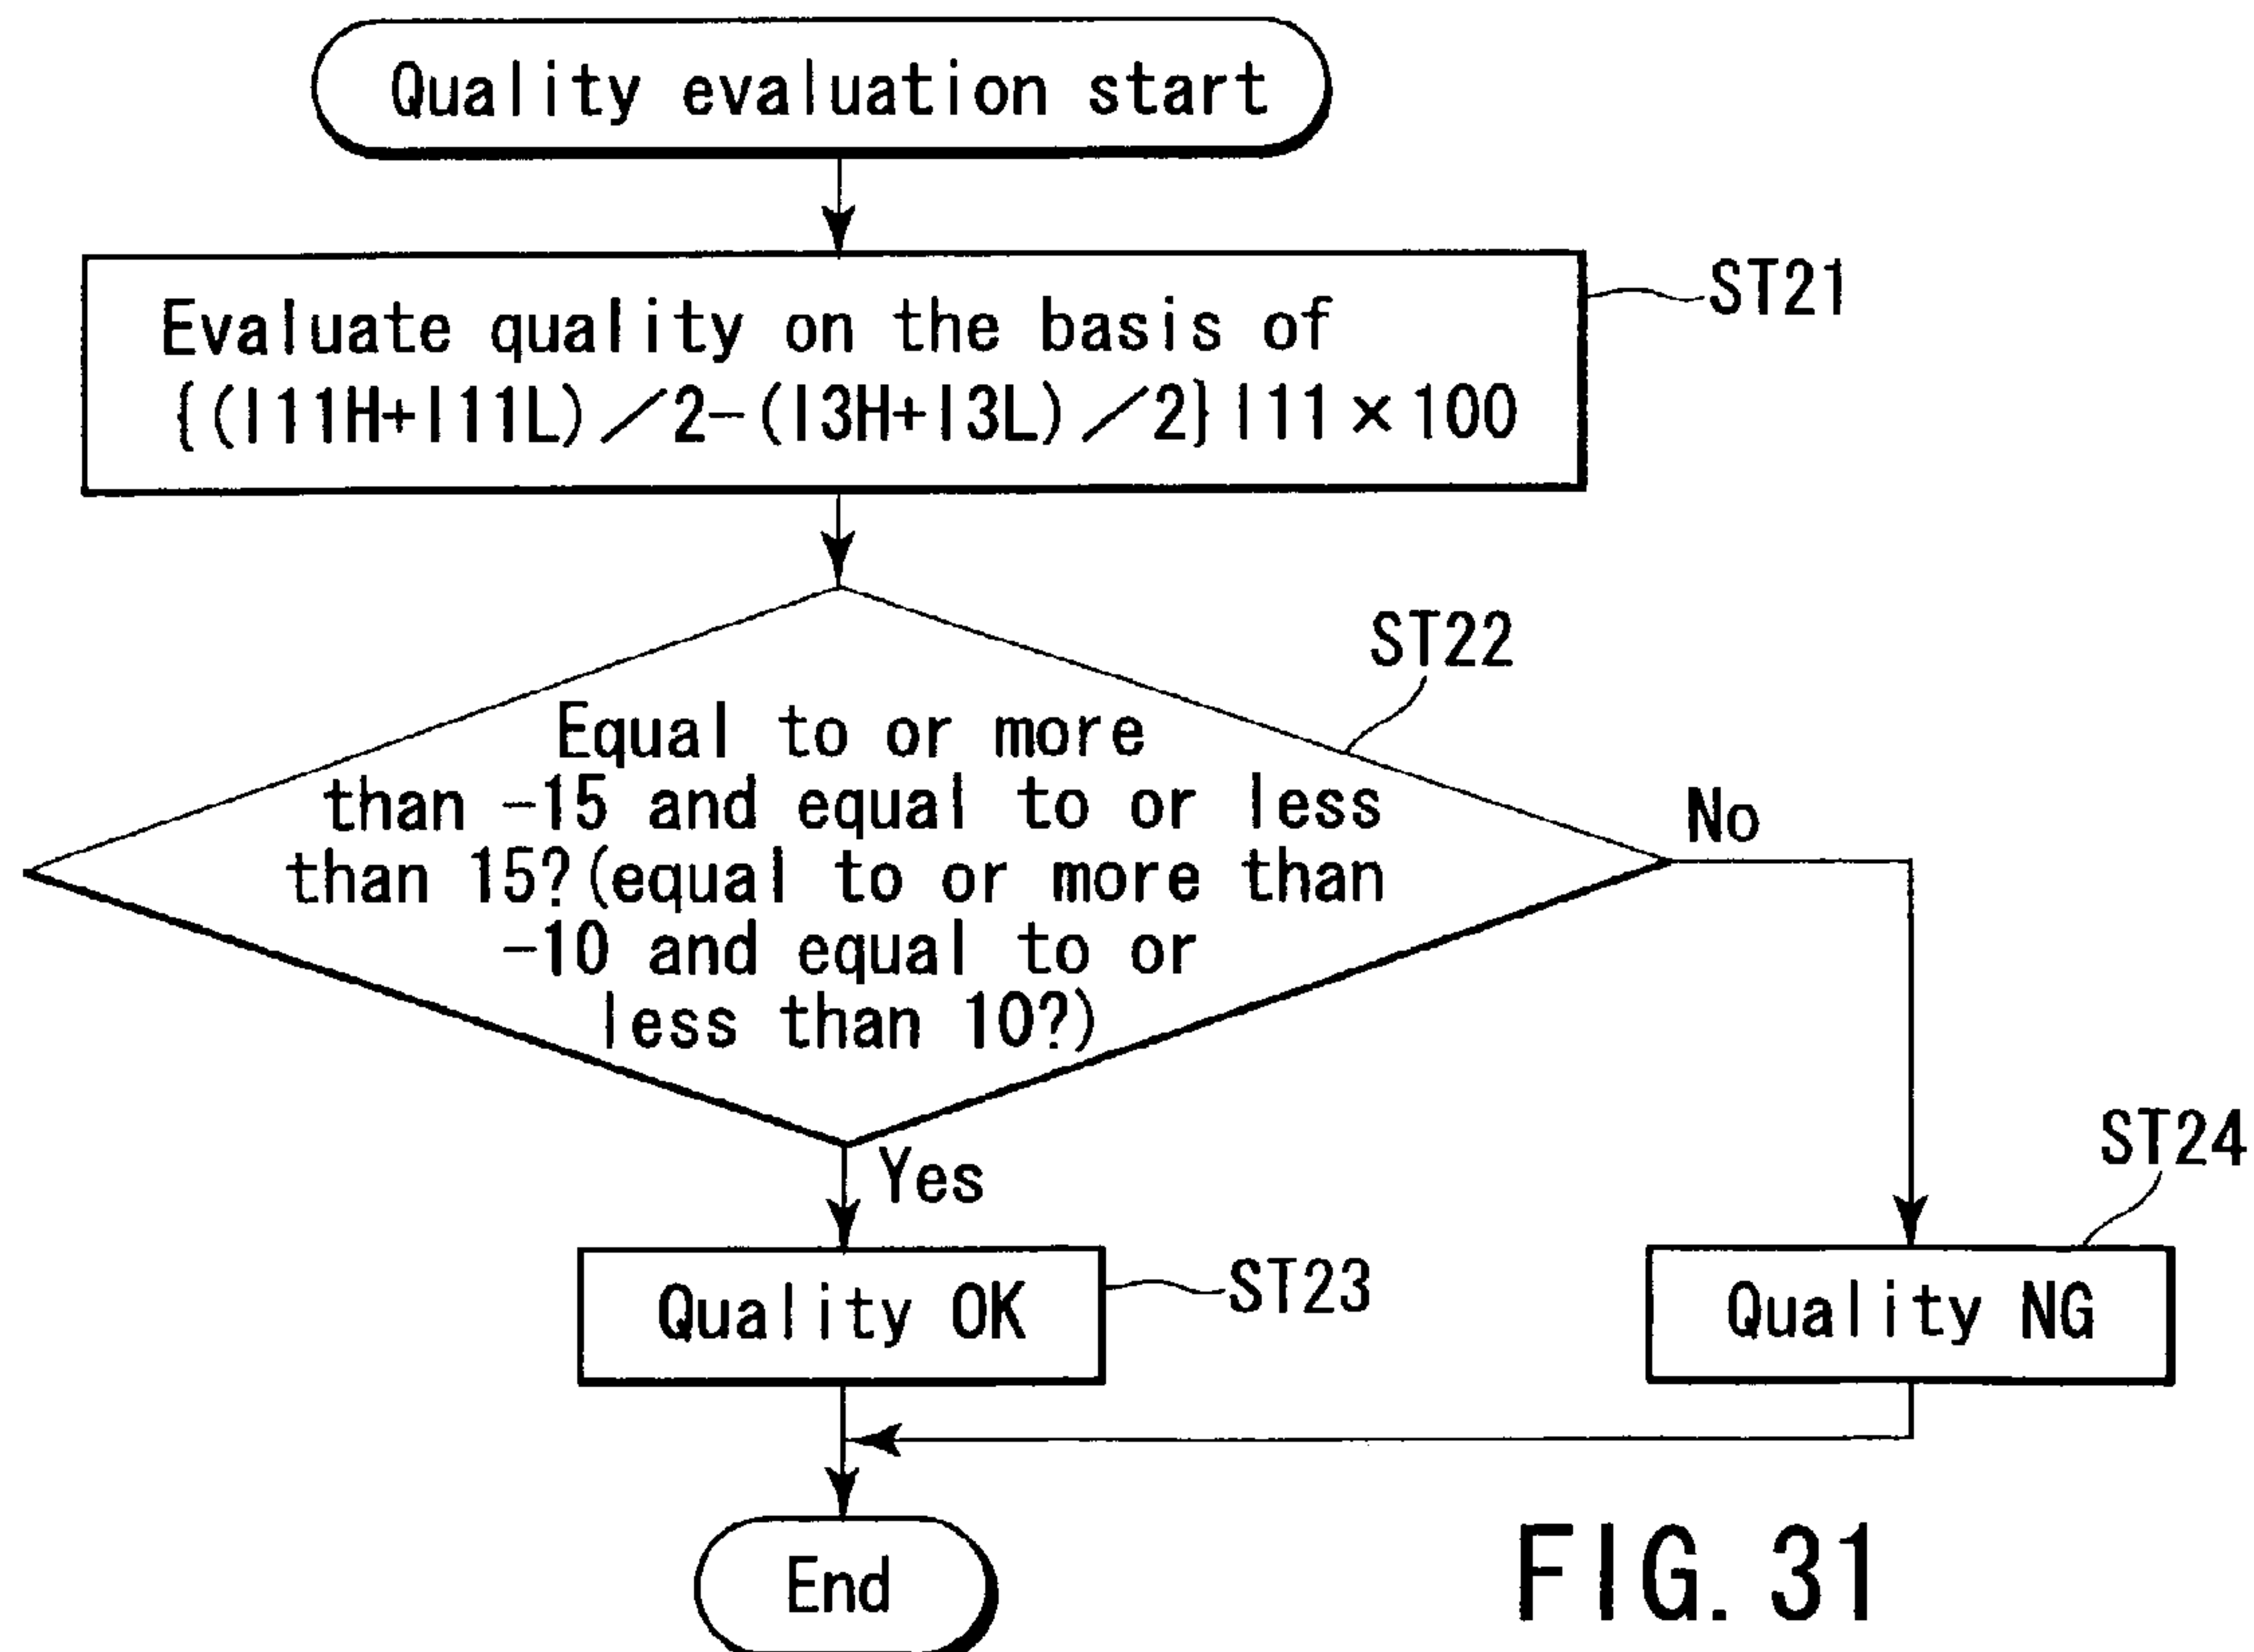 Quality evaluation start
Evaluate quality on the basis of
{(I11H+I11L)/2-(I3H+I3L)/2}I11×100
ST21
ST22
Equal to or more
than -15 and equal to or less
than 15?(equal to or more than
-10 and equal to or
less than 10?)
No
Yes
ST24
Quality OK
ST23
Quality NG
End
FIG. 31